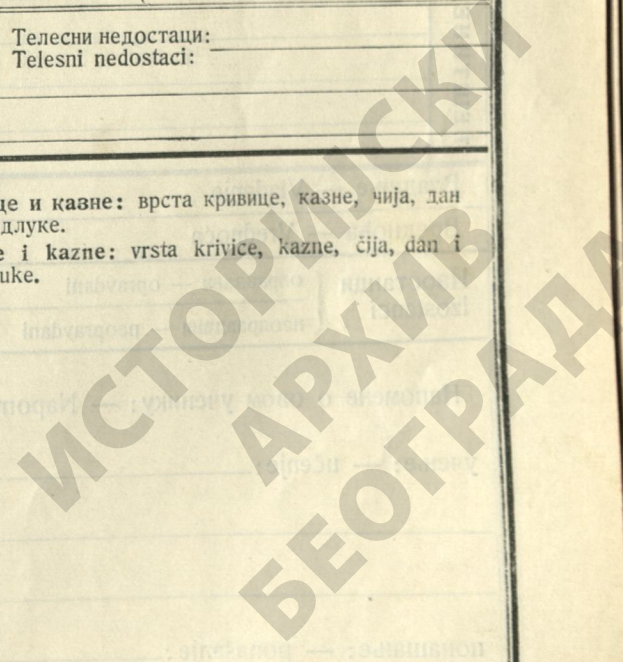 Телесни недостаци:
Telesni nedostaci:
це и казне: врста кривице, казне, чија, дан
длуке.
e i kazne: vrsta krivice, kazne, čija, dan i
uke.
ИСТОРИЈСКИ
АРХИВ
БЕОГРАДА